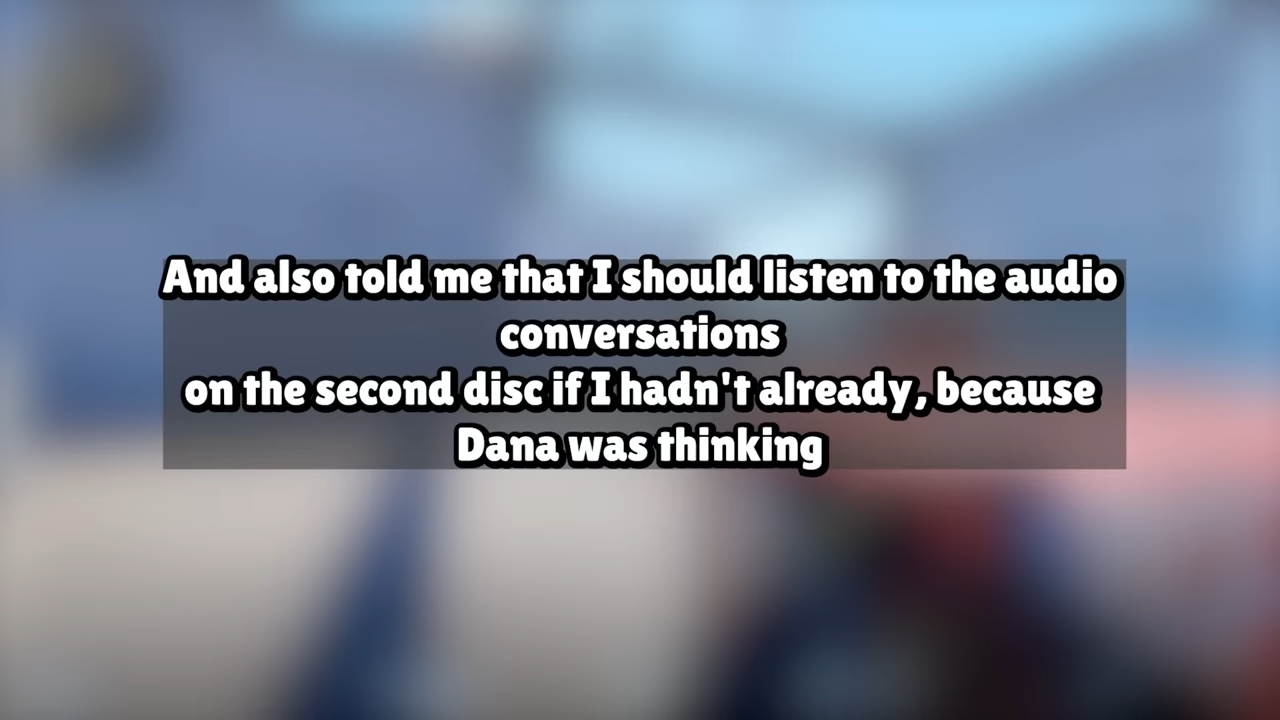 And also told me that I should listen to the audio
conversations
on the second disc if I hadn't already, because
Dana was thinking